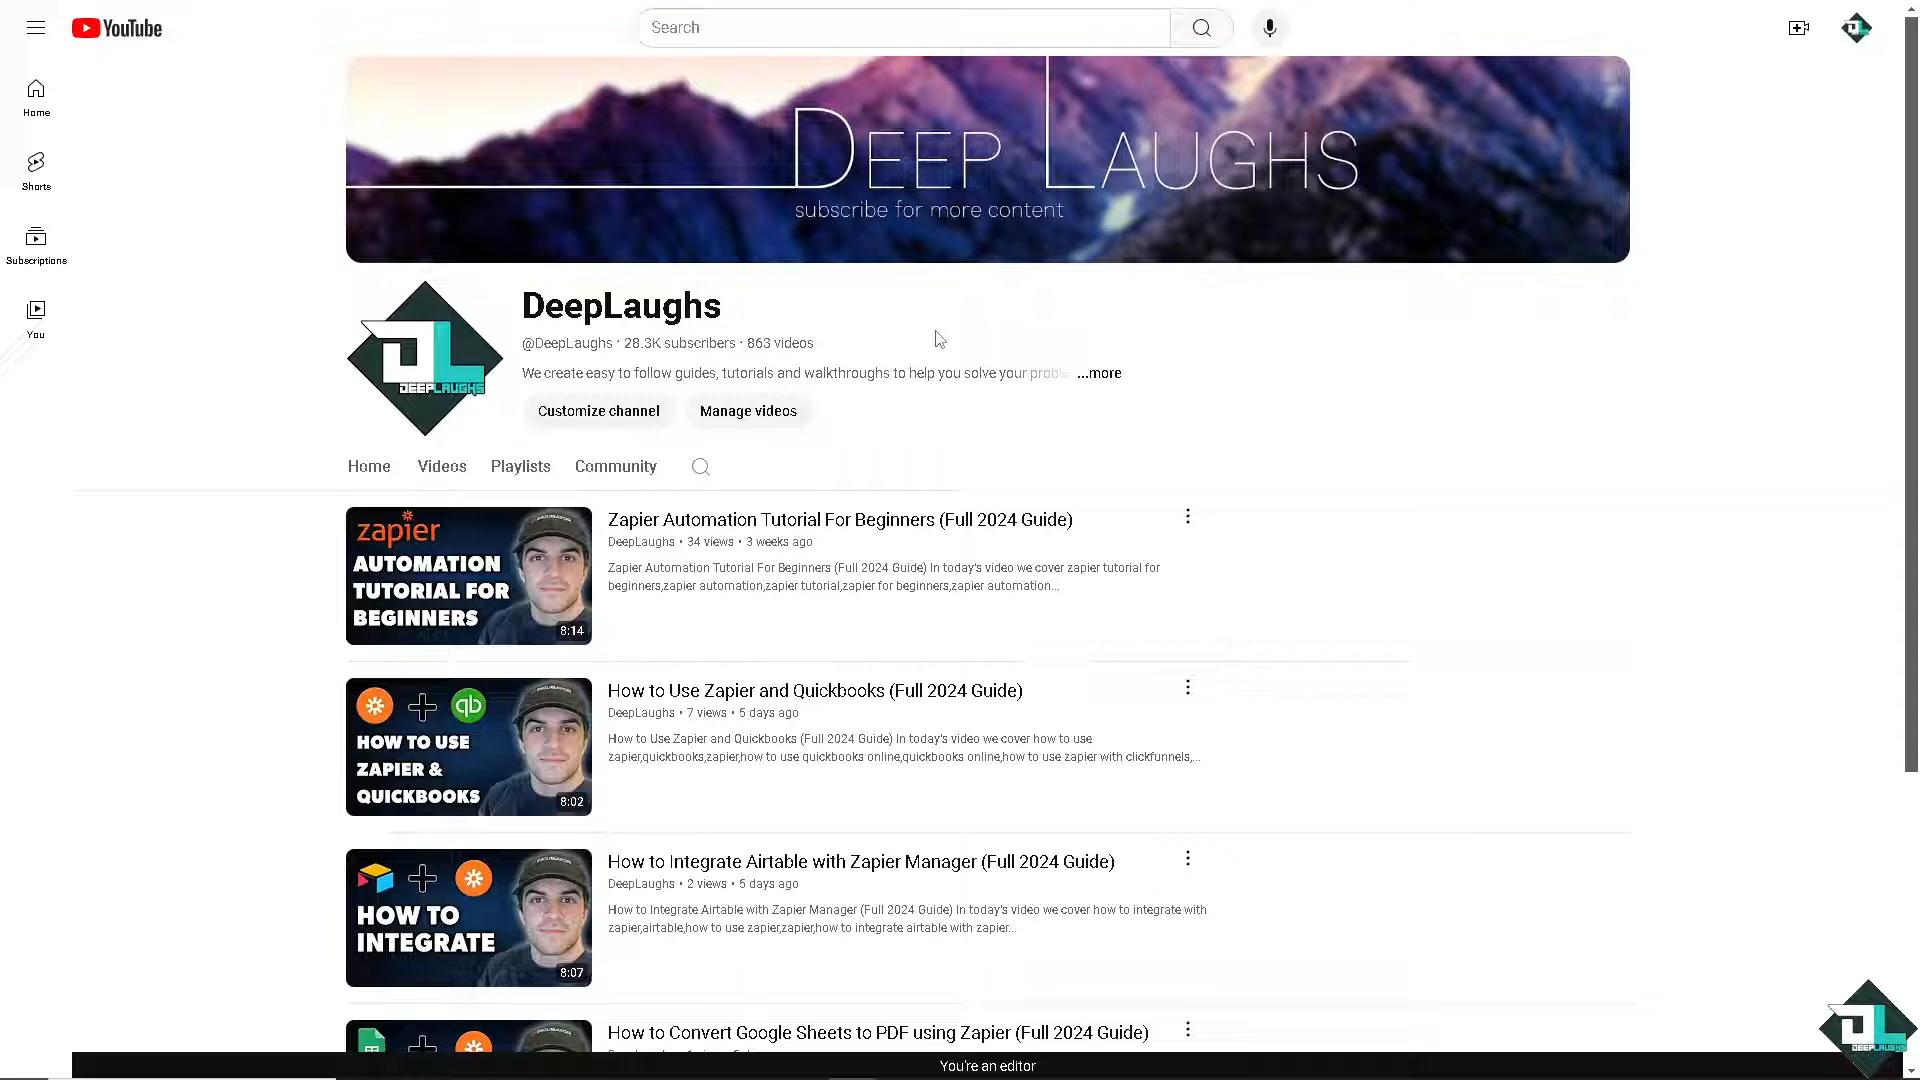 YouTube
Search
Home
Shorts
Subscriptions
You
DEEP LAUGHS
subscribe for more content
DEEPLAUGHS
DeepLaughs
@DeepLaughs · 28.3K subscribers · 863 videos
We create easy to follow guides, tutorials and walkthroughs to help you solve your ...more
Customize channel
Manage videos
Home
Videos
Playlists
Community
zapier
AUTOMATION
TUTORIAL FOR
BEGINNERS
8:14
Zapier Automation Tutorial For Beginners (Full 2024 Guide)
DeepLaughs • 34 views • 3 weeks ago
Zapier Automation Tutorial For Beginners (Full 2024 Guide) In today's video we cover zapier tutorial for
beginners,zapier automation,zapier tutorial,zapier for beginners,zapier automation...
qb
HOW TO USE
ZAPIER &
QUICKBOOKS
8:02
How to Use Zapier and Quickbooks (Full 2024 Guide)
DeepLaughs • 7 views • 5 days ago
How to Use Zapier and Quickbooks (Full 2024 Guide) In today's video we cover how to use
zapier,quickbooks,zapier,how to use quickbooks online,quickbooks online,how to use zapier with clickfunnels,...
HOW TO
INTEGRATE
8:07
How to Integrate Airtable with Zapier Manager (Full 2024 Guide)
DeepLaughs • 2 views • 5 days ago
How to Integrate Airtable with Zapier Manager (Full 2024 Guide) In today's video we cover how to integrate with
zapier,airtable,how to use zapier,zapier,how to integrate airtable with zapier...
How to Convert Google Sheets to PDF using Zapier (Full 2024 Guide)
You're an editor
DEEPLAUGHS